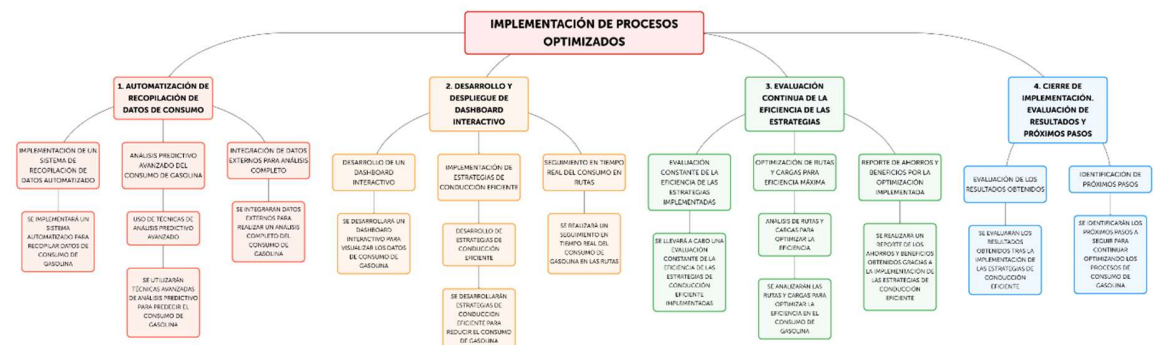 IMPLEMENTACIÓN DE PROCESOS
OPTIMIZADOS
1. AUTOMATIZACIÓN DE
RECOPILACIÓN DE
DATOS DE CONSUMO
IMPLEMENTACIÓN DE UN
SISTEMA DE
RECOPILACIÓN DE
DATOS AUTOMATIZADO
SE IMPLEMENTARÁ UN
SISTEMA
AUTOMATIZADO PARA
RECOPILAR DATOS DE
CONSUMO DE
GASOLINA
ANÁLISIS PREDICTIVO
AVANZADO DEL
CONSUMO DE GASOLINA
USO DE TÉCNICAS DE
ANÁLISIS PREDICTIVO
AVANZADO
SE UTILIZARÁN
TÉCNICAS AVANZADAS
DE ANÁLISIS PREDICTIVO
PARA PREDECIR EL
CONSUMO DE
GASOLINA
INTEGRACIÓN DE DATOS
EXTERNOS PARA ANÁLISIS
COMPLETO
SE INTEGRARÁN DATOS
EXTERNOS PARA
REALIZAR UN ANÁLISIS
COMPLETO DEL
CONSUMO DE
GASOLINA
2. DESARROLLO Y
DESPLIEGUE DE
DASHBOARD
INTERACTIVO
DESARROLLO DE UN
DASHBOARD
INTERACTIVO
SE DESARROLLARÁ UN
DASHBOARD
INTERACTIVO PARA
VISUALIZAR LOS DATOS
DE CONSUMO DE
GASOLINA
IMPLEMENTACIÓN DE
ESTRATEGIAS DE
CONDUCCIÓN EFICIENTE
DESARROLLO DE
ESTRATEGIAS DE
CONDUCCIÓN
EFICIENTE
SE DESARROLLARÁN
ESTRATEGIAS DE
CONDUCCIÓN
EFICIENTE PARA
REDUCIR EL CONSUMO
DE GASOLINA
SEGUIMIENTO EN TIEMPO
REAL DEL CONSUMO EN
RUTAS
SE REALIZARÁ UN
SEGUIMIENTO EN
TIEMPO REAL DEL
CONSUMO DE
GASOLINA EN LAS RUTAS
3. EVALUACIÓN
CONTINUA DE LA
EFICIENCIA DE LAS
ESTRATEGIAS
EVALUACIÓN
CONSTANTE DE LA
EFICIENCIA DE LAS
ESTRATEGIAS
IMPLEMENTADAS
SE LLEVARÁ A CABO UNA
EVALUACIÓN
CONSTANTE DE LA
EFICIENCIA DE LAS
ESTRATEGIAS DE
CONDUCCIÓN
EFICIENTE
IMPLEMENTADAS
OPTIMIZACIÓN DE RUTAS
Y CARGAS PARA
EFICIENCIA MÁXIMA
ANÁLISIS DE RUTAS Y
CARGAS PARA
OPTIMIZAR LA
EFICIENCIA
SE ANALIZARÁN LAS
RUTAS Y CARGAS PARA
OPTIMIZAR LA
EFICIENCIA EN EL
CONSUMO DE
GASOLINA
REPORTE DE AHORROS Y
BENEFICIOS POR LA
OPTIMIZACIÓN
IMPLEMENTADA
SE REALIZARÁ UN
REPORTE DE LOS
AHORROS Y BENEFICIOS
OBTENIDOS GRACIAS A
LA IMPLEMENTACIÓN DE
LAS ESTRATEGIAS DE
CONDUCCIÓN
EFICIENTE
4. CIERRE DE
IMPLEMENTACIÓN.
EVALUACIÓN DE
RESULTADOS Y
PRÓXIMOS PASOS
EVALUACIÓN DE LOS
RESULTADOS OBTENIDOS
SE EVALUARÁN LOS
RESULTADOS
OBTENIDOS TRAS LA
IMPLEMENTACIÓN DE
LAS ESTRATEGIAS DE
CONDUCCIÓN
EFICIENTE
IDENTIFICACIÓN DE
PRÓXIMOS PASOS
SE IDENTIFICARÁN LOS
PRÓXIMOS PASOS A
SEGUIR PARA
CONTINUAR
OPTIMIZANDO LOS
PROCESOS DE
CONSUMO DE
GASOLINA